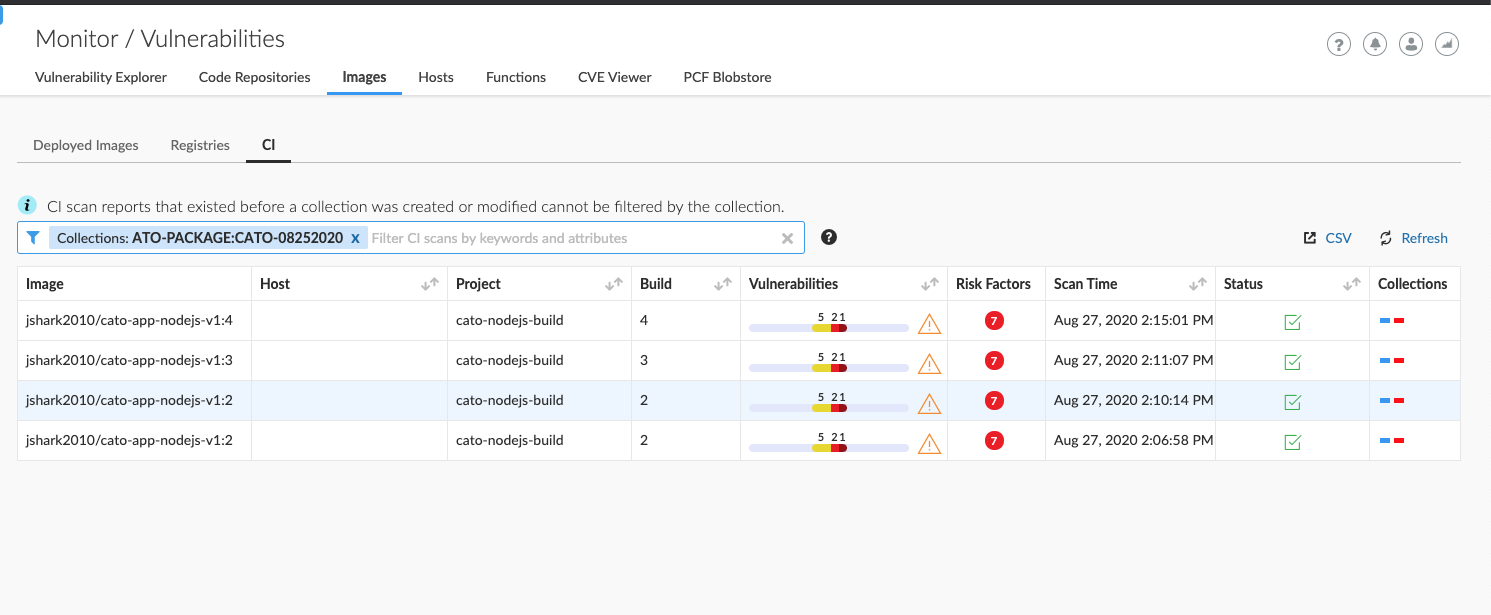 Monitor / Vulnerabilities
?
Vulnerability Explorer Code Repositories Images Hosts Functions CVE Viewer PCF Blobstore
Deployed Images Registries CI
i CI scan reports that existed before a collection was created or modified cannot be filtered by the collection.
Collections: ATO-PACKAGE:CATO-08252020 x Filter CI scans by keywords and attributes ? CSV Refresh
Image Host Project Build Vulnerabilities Risk Factors Scan Time Status Collections
jshark2010/cato-app-nodejs-v1:4 cato-nodejs-build 4 5 2 1 7 Aug 27, 2020 2:15:01 PM
jshark2010/cato-app-nodejs-v1:3 cato-nodejs-build 3 5 2 1 7 Aug 27, 2020 2:11:07 PM
jshark2010/cato-app-nodejs-v1:2 cato-nodejs-build 2 5 2 1 7 Aug 27, 2020 2:10:14 PM
jshark2010/cato-app-nodejs-v1:2 cato-nodejs-build 2 5 2 1 7 Aug 27, 2020 2:06:58 PM